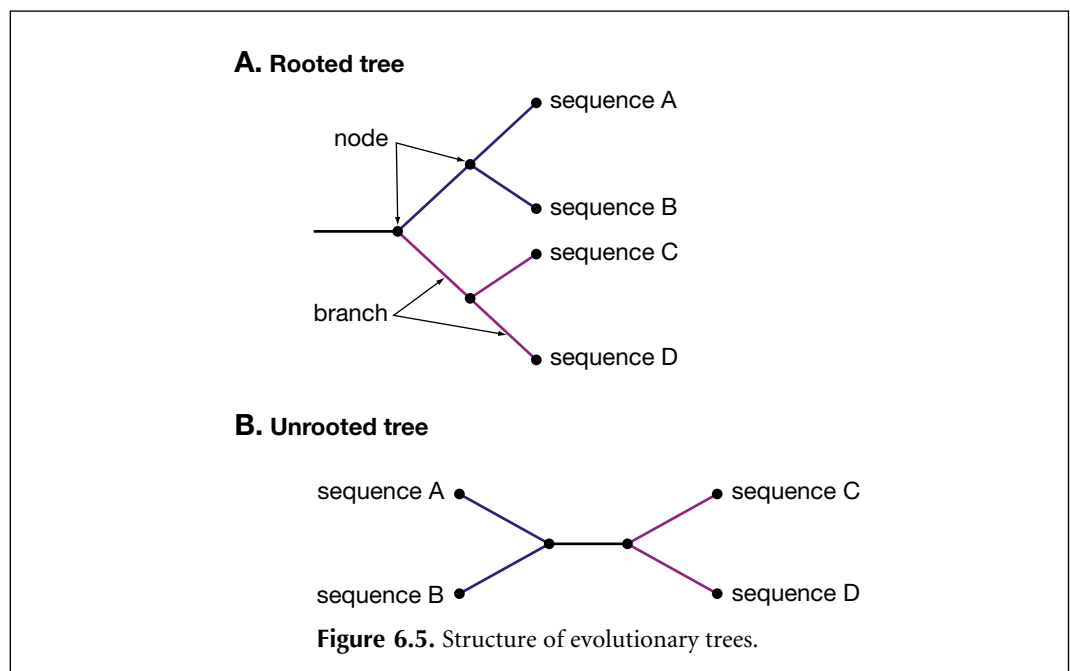 A. Rooted tree
sequence A
node
sequence B
sequence C
branch
sequence D
B. Unrooted tree
sequence A
sequence C
sequence B
sequence D
Figure 6.5. Structure of evolutionary trees.